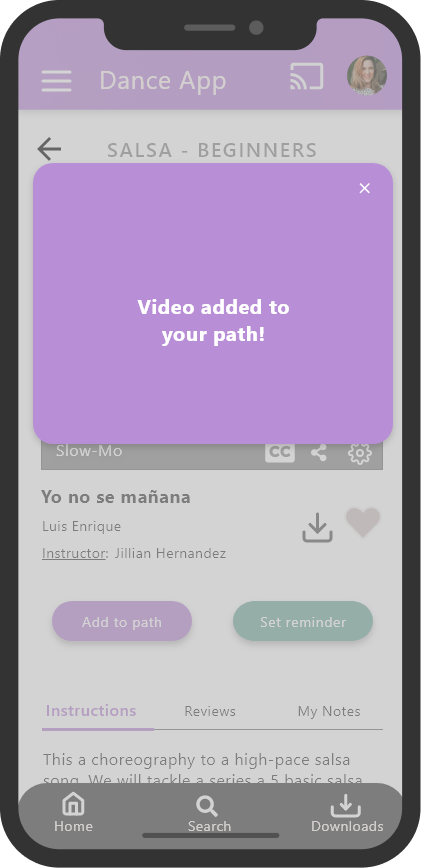 Dance App
SALSA - BEGINNERS
Video added to
your path!
Slow-Mo
CC
Yo no se mañana
Luis Enrique
Instructor: Jillian Hernandez
Add to path
Set reminder
Instructions
Reviews
My Notes
This a choreography to a high-pace salsa
song. We will tackle a series a 5 basic salsa
Home
Search
Downloads